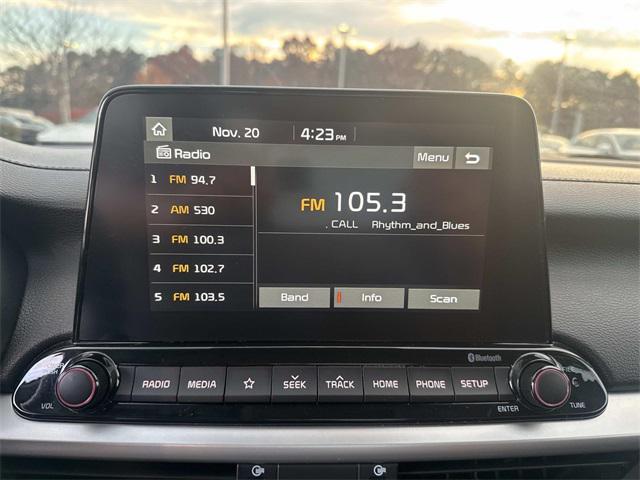 Nov. 20 4:23 PM
Radio Menu
1 FM 94.7
2 AM 530
3 FM 100.3
4 FM 102.7
5 FM 103.5
FM 105.3
. CALL Rhythm_and_Blues
Band Info Scan
Bluetooth
RADIO MEDIA SEEK TRACK HOME PHONE SETUP
VOL ENTER TUNE